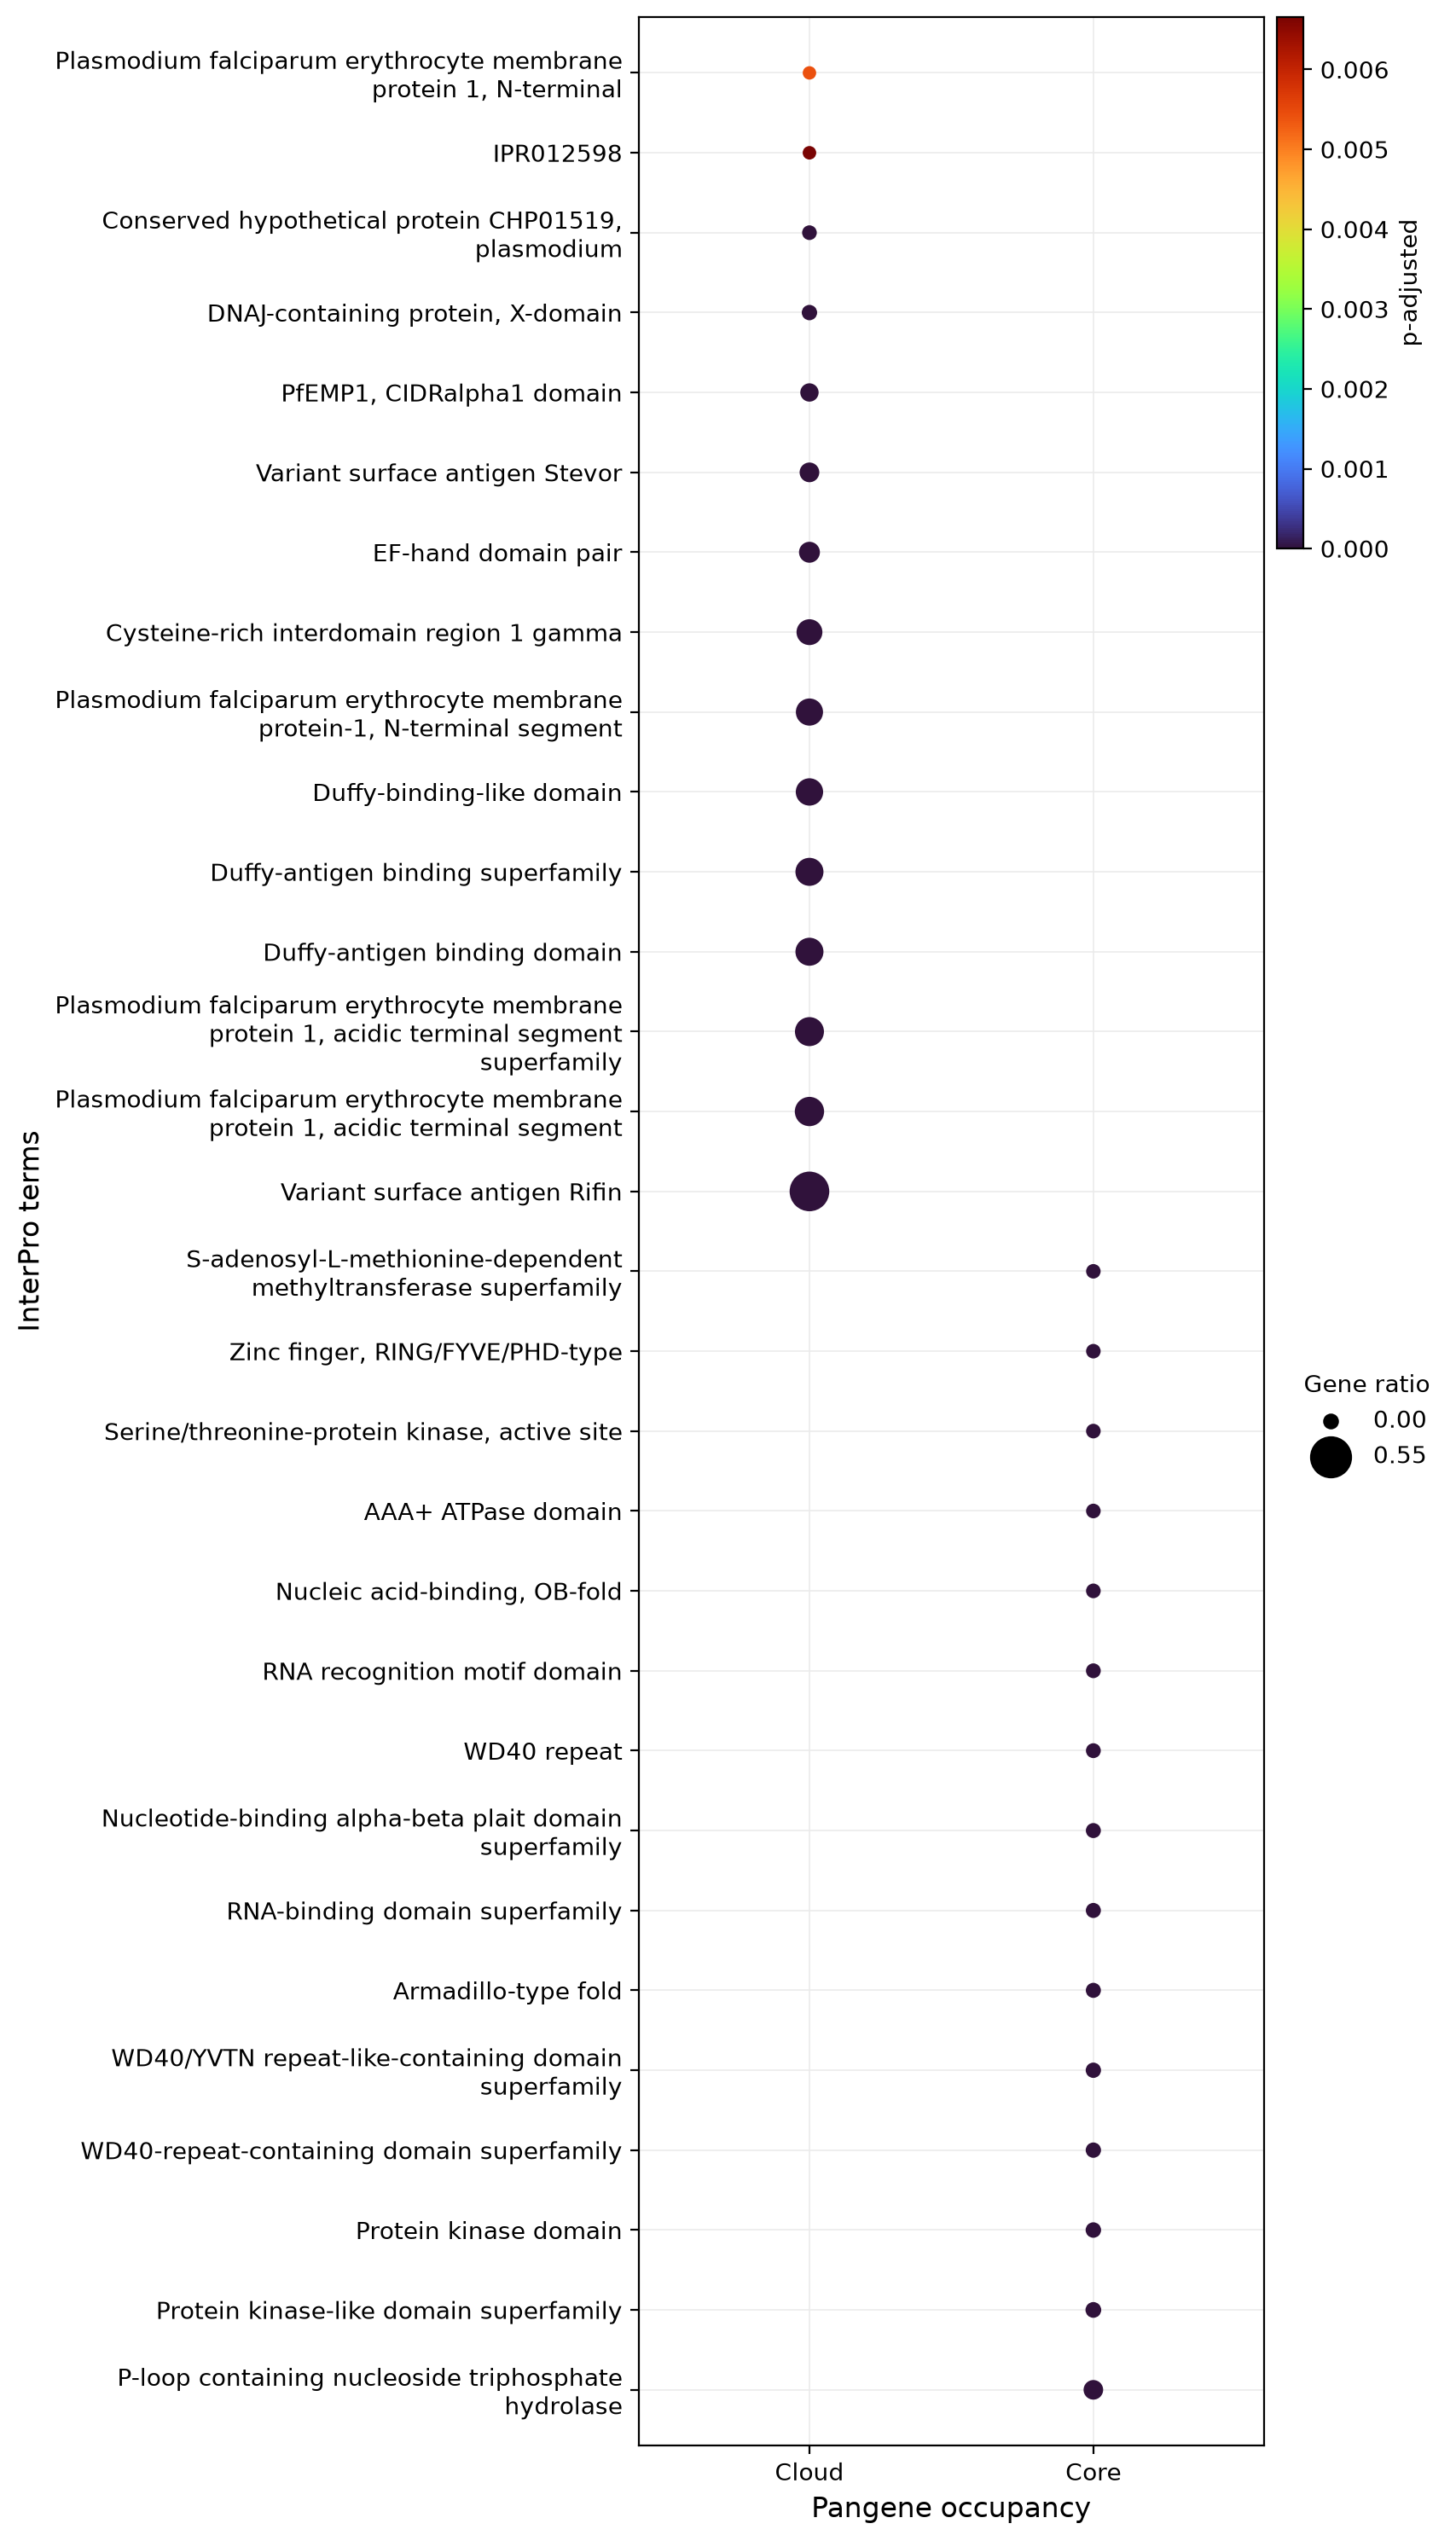 Plasmodium falciparum erythrocyte membrane
protein 1, N-terminal
IPR012598
Conserved hypothetical protein CHP01519,
plasmodium
DNAJ-containing protein, X-domain
PfEMP1, CIDRalpha1 domain
Variant surface antigen Stevor
EF-hand domain pair
Cysteine-rich interdomain region 1 gamma
Plasmodium falciparum erythrocyte membrane
protein-1, N-terminal segment
Duffy-binding-like domain
Duffy-antigen binding superfamily
Duffy-antigen binding domain
Plasmodium falciparum erythrocyte membrane
protein 1, acidic terminal segment
superfamily
Plasmodium falciparum erythrocyte membrane
protein 1, acidic terminal segment
Variant surface antigen Rifin
S-adenosyl-L-methionine-dependent
methyltransferase superfamily
Zinc finger, RING/FYVE/PHD-type
Serine/threonine-protein kinase, active site
AAA+ ATPase domain
Nucleic acid-binding, OB-fold
RNA recognition motif domain
WD40 repeat
Nucleotide-binding alpha-beta plait domain
superfamily
RNA-binding domain superfamily
Armadillo-type fold
WD40/YVTN repeat-like-containing domain
superfamily
WD40-repeat-containing domain superfamily
Protein kinase domain
Protein kinase-like domain superfamily
P-loop containing nucleoside triphosphate
hydrolase
InterPro terms
Cloud
Core
Pangene occupancy
0.006
0.005
0.004
0.003
0.002
0.001
0.000
p-adjusted
Gene ratio
0.00
0.55